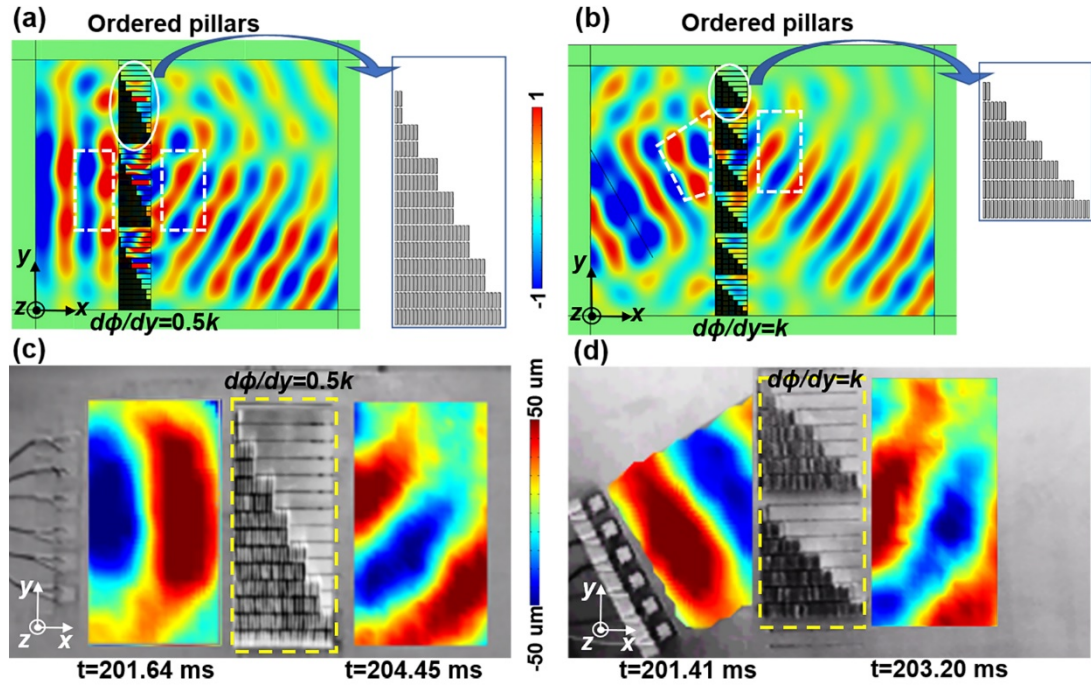 (a)
Ordered pillars
1
-1
y
z
x
dϕ/dy=0.5k
(b)
Ordered pillars
y
z
x
dϕ/dy=k
(c)
dϕ/dy=0.5k
50 um
-50 um
y
z
x
t=201.64 ms
t=204.45 ms
(d)
dϕ/dy=k
y
z
x
t=201.41 ms
t=203.20 ms